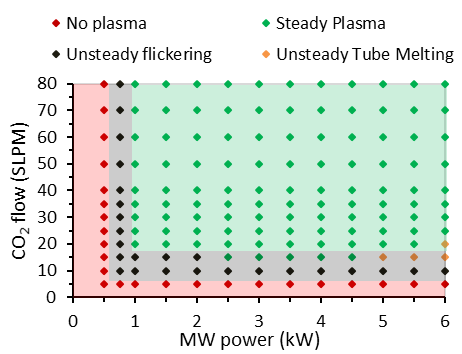 No plasma
Steady Plasma
Unsteady flickering
Unsteady Tube Melting
80
70
60
50
40
30
20
10
0
CO₂ flow (SLPM)
0 1 2 3 4 5 6
MW power (kW)